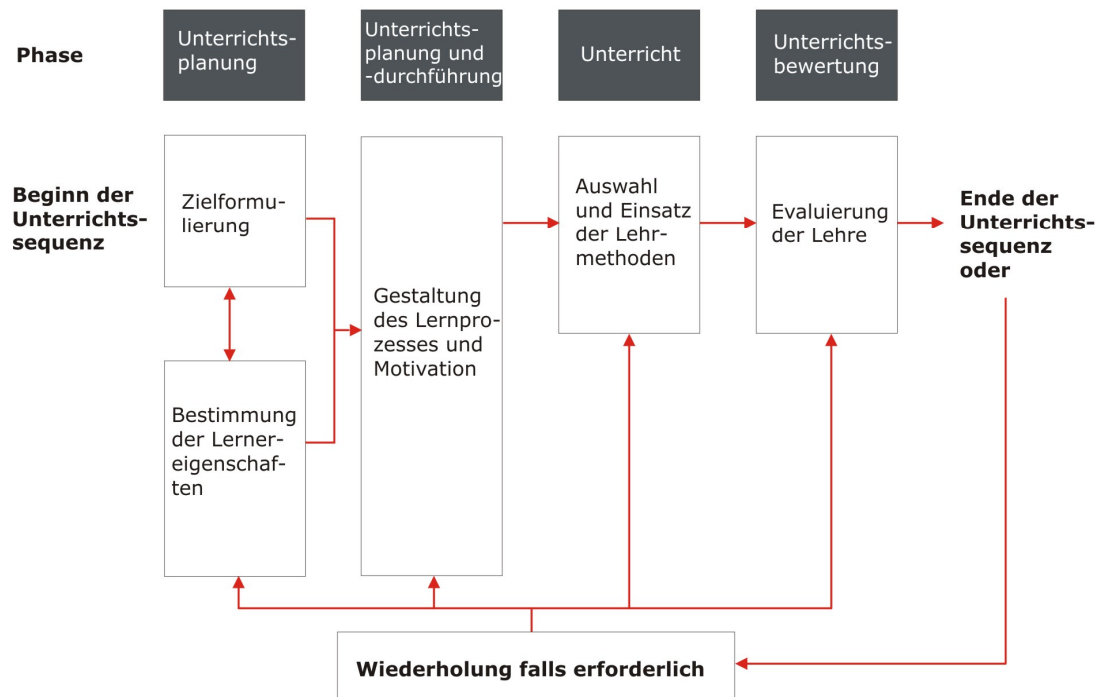 Phase
Unterrichts-
planung
Unterrichts-
planung und
-durchführung
Unterricht
Unterrichts-
bewertung
Beginn der
Unterrichts-
sequenz
Zielformu-
lierung
Bestimmung
der Lerner-
eigenschaf-
ten
Gestaltung
des Lernpro-
zesses und
Motivation
Auswahl
und Einsatz
der Lehr-
methoden
Evaluierung
der Lehre
Ende der
Unterrichts-
sequenz
oder
Wiederholung falls erforderlich